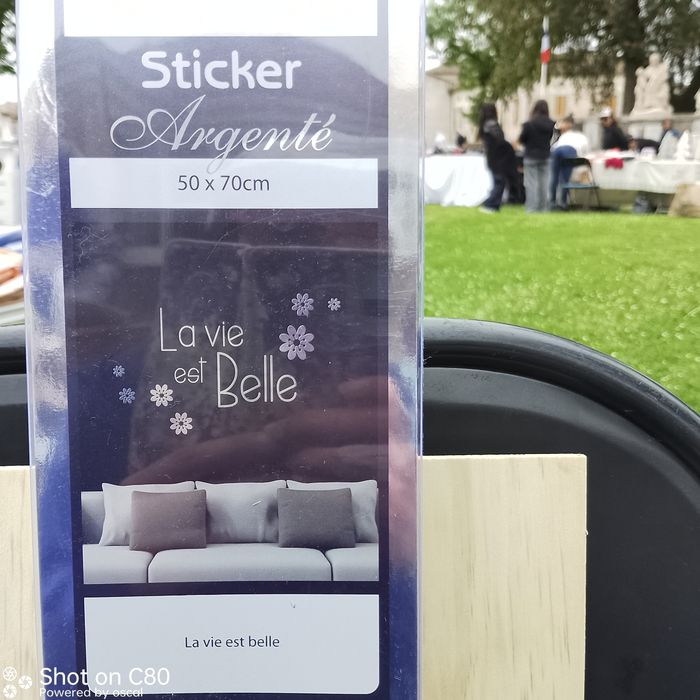 Sticker
Argenté
50 x 70cm
La vie
est Belle
La vie est belle
Shot on C80
Powered by oscal